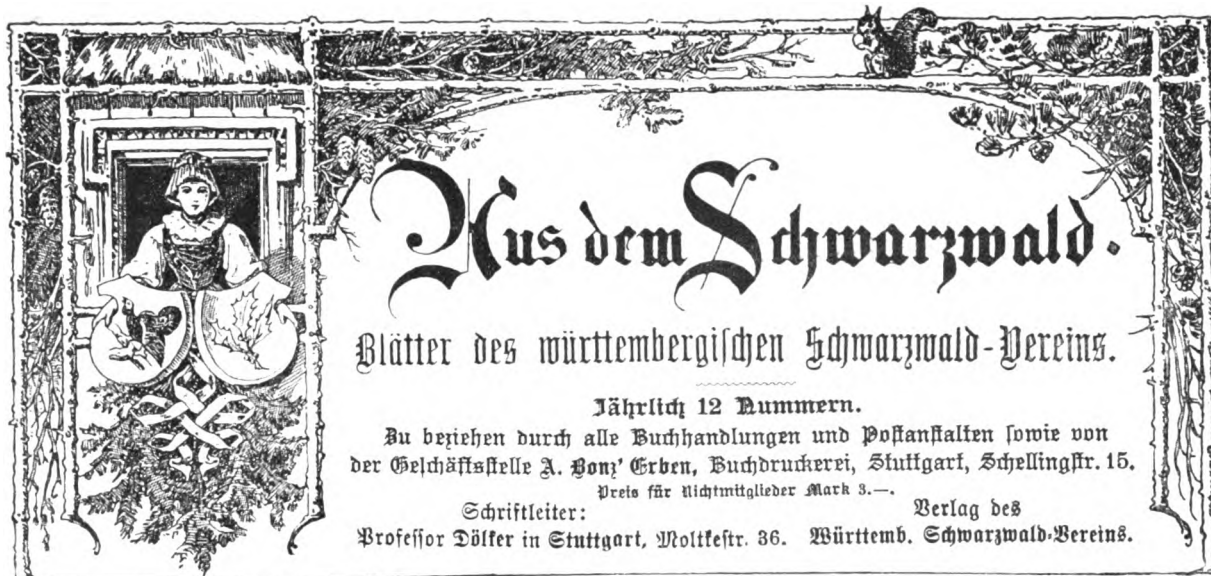 Aus dem Schwarzwald.
Blätter des württembergischen Schwarzwald-Vereins.
Jährlich 12 Nummern.
Zu beziehen durch alle Buchhandlungen und Postanstalten sowie von
der Geschäftsstelle A. Bonz' Erben, Buchdruckerei, Stuttgart, Schellingstr. 15.
Preis für Nichtmitglieder Mark 3.—.
Schriftleiter:
Professor Dölker in Stuttgart, Moltkestr. 36.
Verlag des
Württemb. Schwarzwald-Vereins.